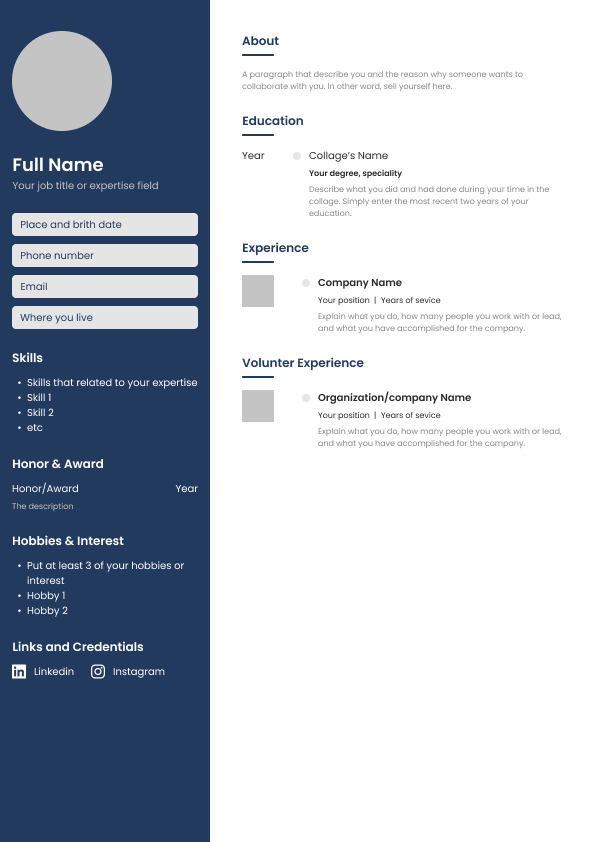 Full Name
Your job title or expertise field
Place and brith date
Phone number
Email
Where you live
Skills
• Skills that related to your expertise
• Skill 1
• Skill 2
• etc
Honor & Award
Honor/Award Year
The description
Hobbies & Interest
• Put at least 3 of your hobbies or
interest
• Hobby 1
• Hobby 2
Links and Credentials
Linkedin Instagram
About
A paragraph that describe you and the reason why someone wants to
collaborate with you. In other word, sell yourself here.
Education
Year Collage's Name
Your degree, speciality
Describe what you did and had done during your time in the
collage. Simply enter the most recent two years of your
education.
Experience
Company Name
Your position | Years of sevice
Explain what you do, how many people you work with or lead,
and what you have accomplished for the company.
Volunter Experience
Organization/company Name
Your position | Years of sevice
Explain what you do, how many people you work with or lead,
and what you have accomplished for the company.